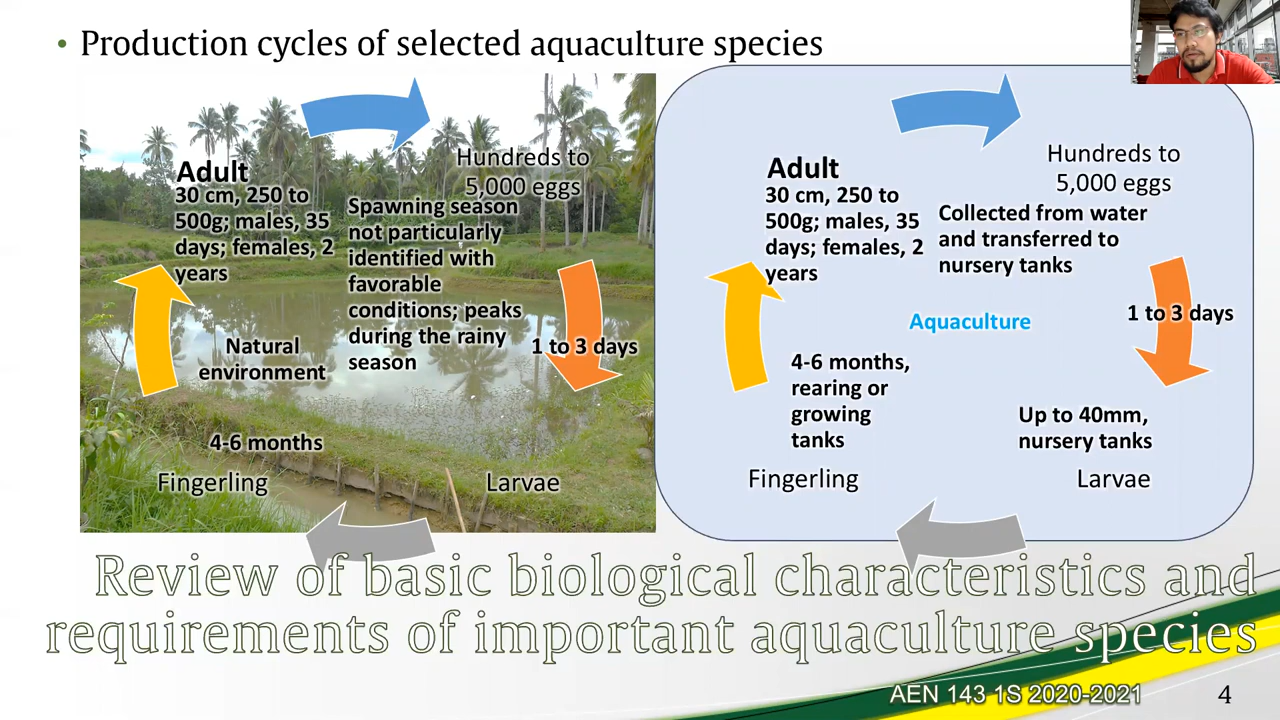 • Production cycles of selected aquaculture species
Adult
30 cm, 250 to
500g; males, 35
days; females, 2
years
Hundreds to
5,000 eggs
Spawning season
not particularly
identified with
favorable
conditions; peaks
during the rainy
season
1 to 3 days
Natural
environment
4-6 months
Fingerling
Larvae
Adult
30 cm, 250 to
500g; males, 35
days; females, 2
years
Hundreds to
5,000 eggs
Collected from water
and transferred to
nursery tanks
Aquaculture
1 to 3 days
4-6 months,
rearing or
growing
tanks
Up to 40mm,
nursery tanks
Fingerling
Larvae
Review of basic biological characteristics and
requirements of important aquaculture species
AEN 143 1S 2020-2021
4